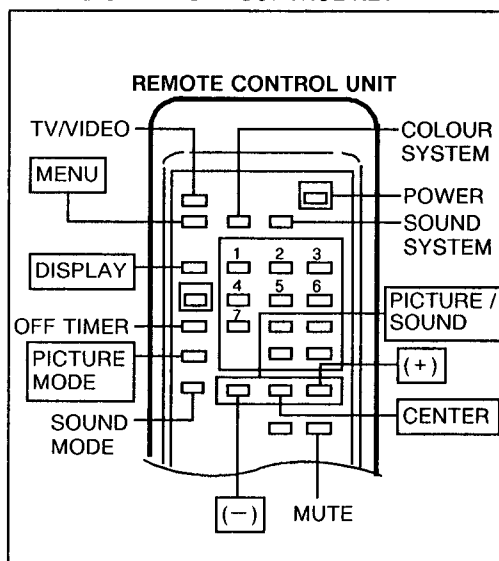 REMOTE CONTROL UNIT
TV/VIDEO
COLOUR
SYSTEM
MENU
POWER
SOUND
SYSTEM
DISPLAY
1 2 3
4 5 6
7
PICTURE /
SOUND
OFF TIMER
PICTURE
MODE
(+)
SOUND
MODE
CENTER
(−)
MUTE